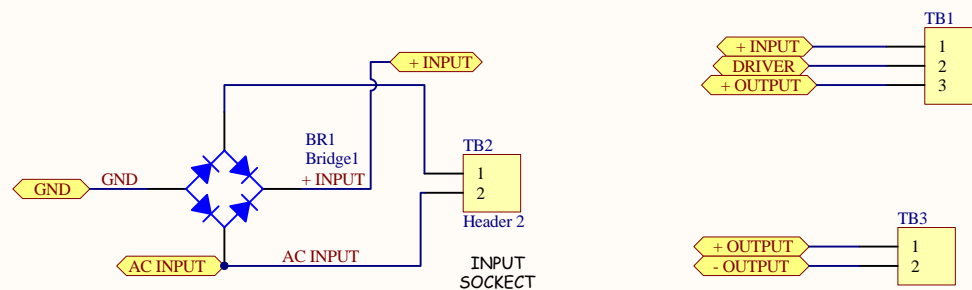 TB1
+ INPUT
1
DRIVER
2
+ OUTPUT
3
+ INPUT
BR1
Bridge1
+ INPUT
GND
GND
TB2
1
2
Header 2
AC INPUT
AC INPUT
INPUT
SOCKECT
TB3
+ OUTPUT
1
- OUTPUT
2